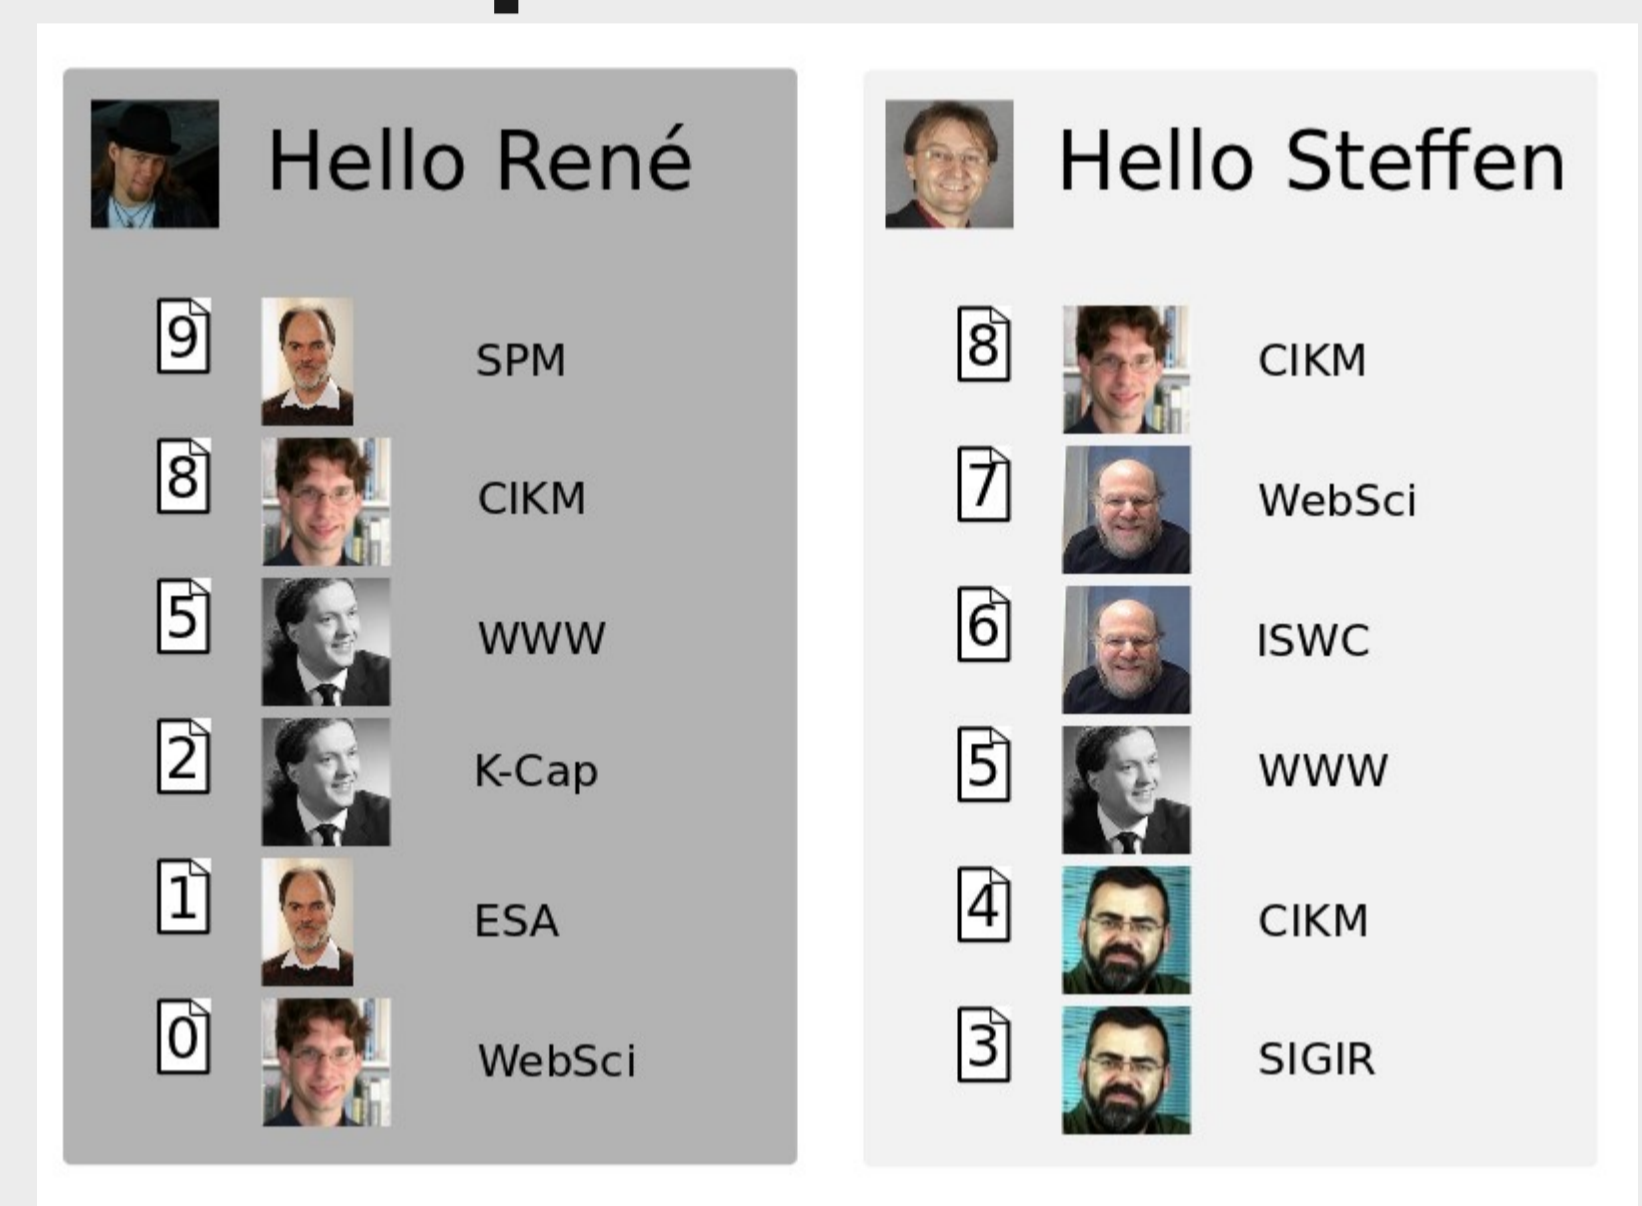 Hello René
9 SPM
8 CIKM
5 WWW
2 K-Cap
1 ESA
0 WebSci
Hello Steffen
8 CIKM
7 WebSci
6 ISWC
5 WWW
4 CIKM
3 SIGIR